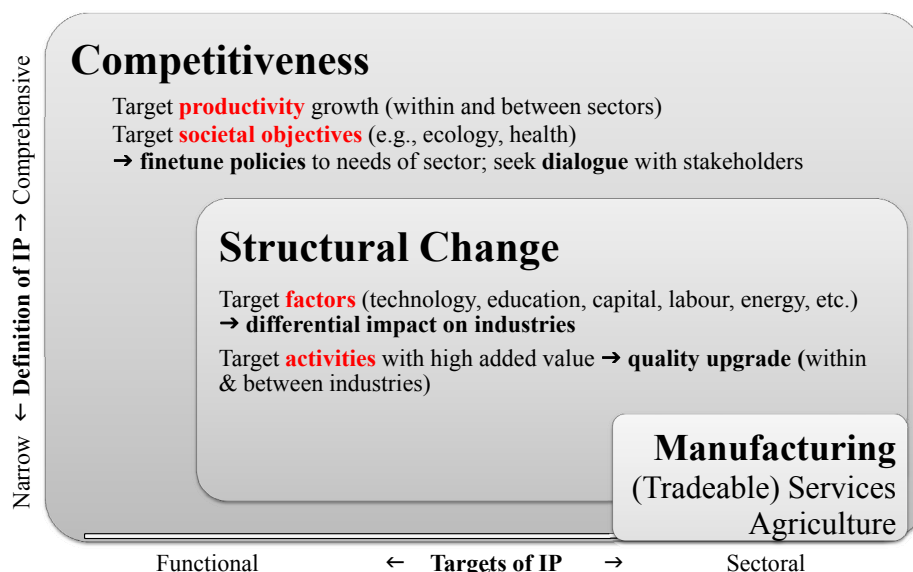 Competitiveness
Target productivity growth (within and between sectors)
Target societal objectives (e.g., ecology, health)
→ finetune policies to needs of sector; seek dialogue with stakeholders
Structural Change
Target factors (technology, education, capital, labour, energy, etc.)
→ differential impact on industries
Target activities with high added value → quality upgrade (within
& between industries)
Manufacturing
(Tradeable) Services
Agriculture
Narrow ← Definition of IP → Comprehensive
Functional ← Targets of IP → Sectoral